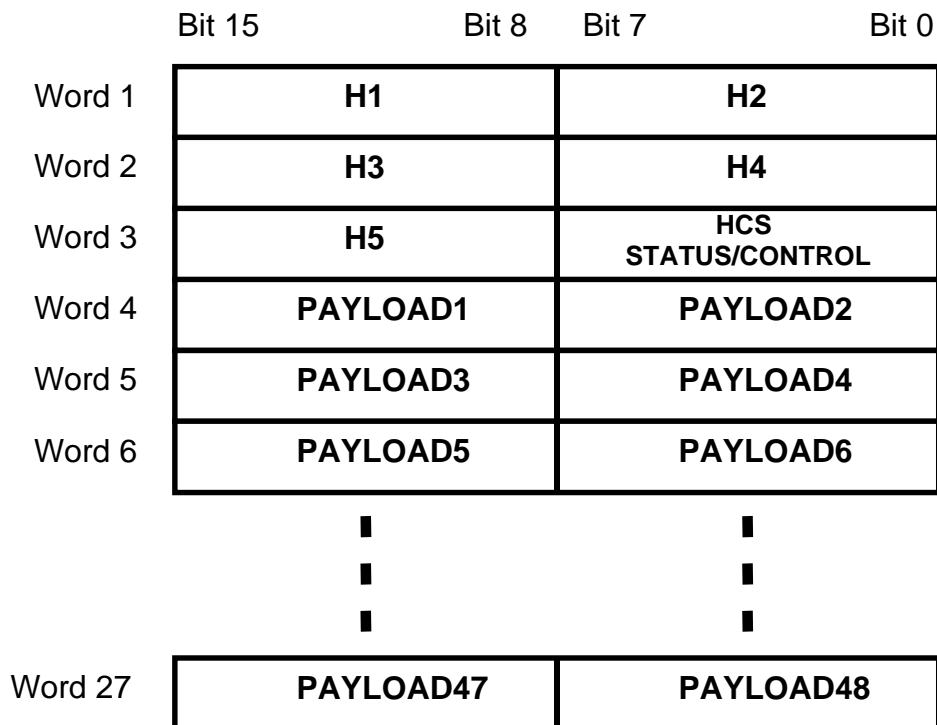 Bit 15 Bit 8 Bit 7 Bit 0
Word 1 H1 H2
Word 2 H3 H4
Word 3 H5 HCS
STATUS/CONTROL
Word 4 PAYLOAD1 PAYLOAD2
Word 5 PAYLOAD3 PAYLOAD4
Word 6 PAYLOAD5 PAYLOAD6
Word 27 PAYLOAD47 PAYLOAD48